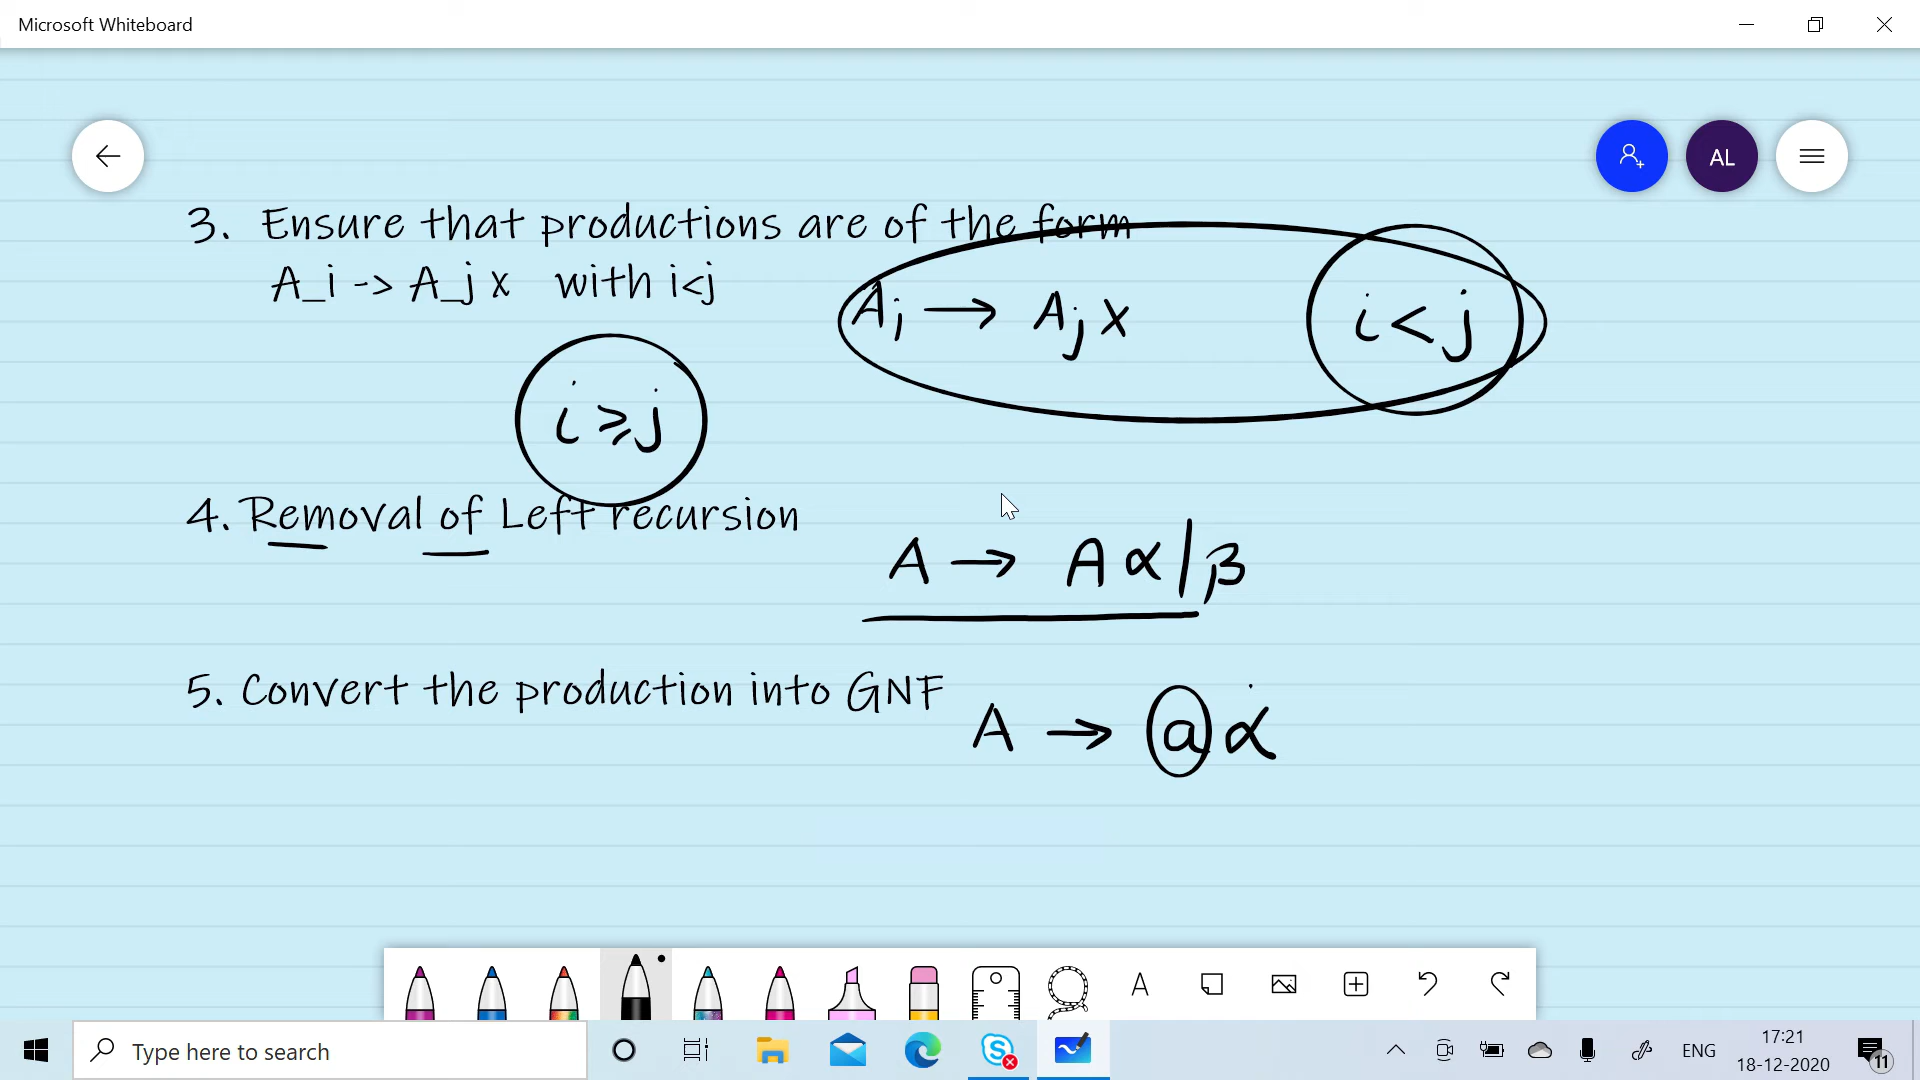 Microsoft Whiteboard
AL
3. Ensure that productions are of the form
A_i -> A_j x with i<j
Ai → Aj x
i < j
i ⩾ j
4. Removal of Left recursion
A → A α | β
5. Convert the production into GNF
A → a α
A
Type here to search
ENG
17:21
18-12-2020
11